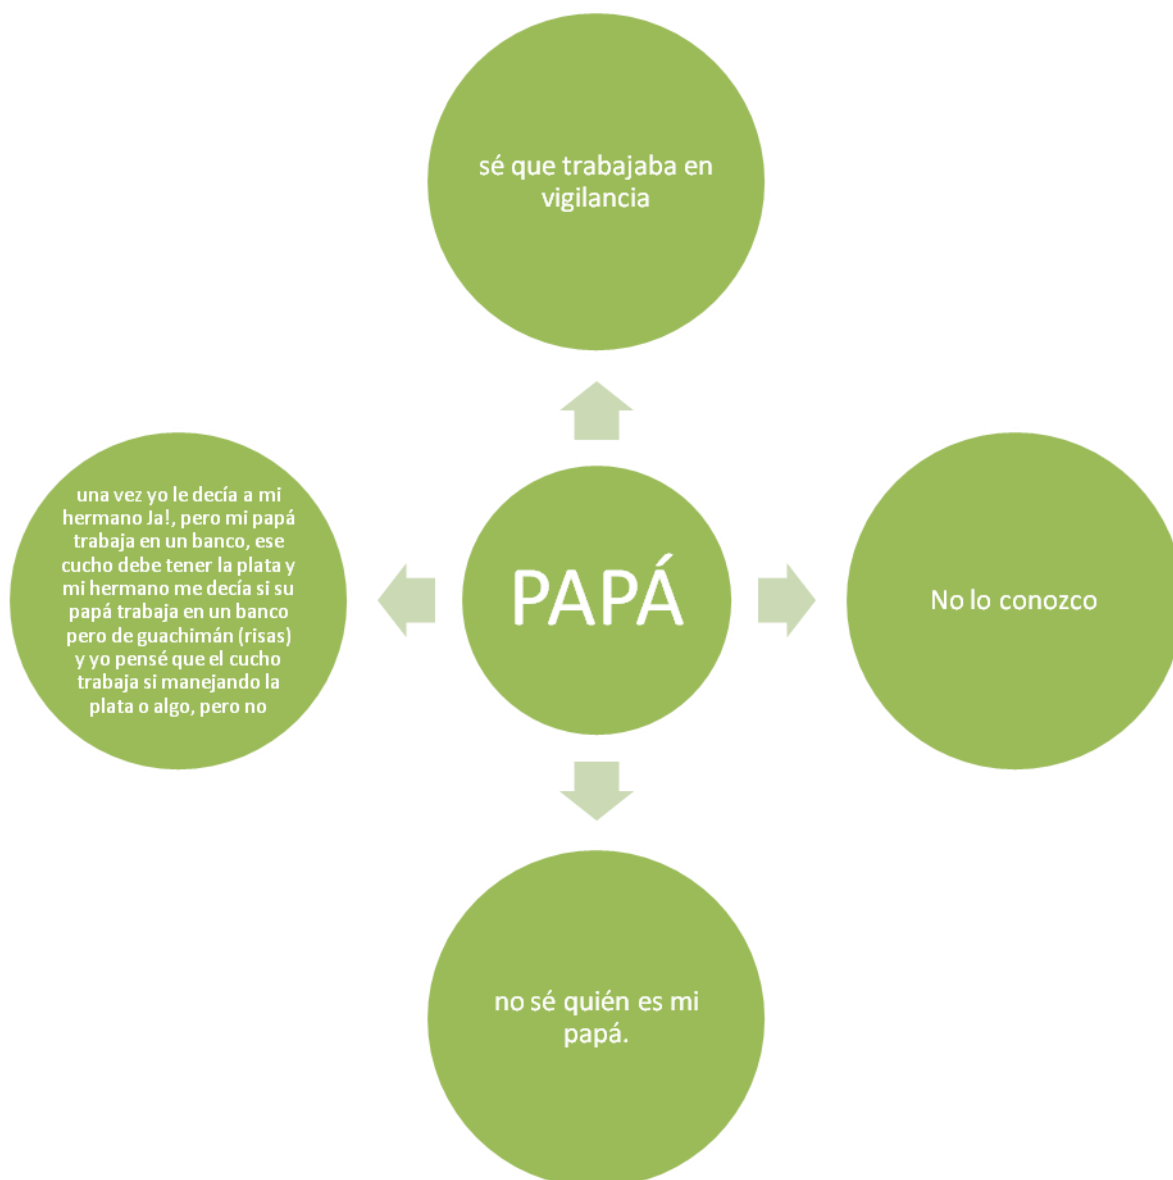 sé que trabajaba en
vigilancia
una vez yo le decía a mi
hermano Ja!, pero mi papá
trabaja en un banco, ese
cucho debe tener la plata y
mi hermano me decía si su
papá trabaja en un banco
pero de guachimán (risas)
y yo pensé que el cucho
trabaja si manejando la
plata o algo, pero no
PAPÁ
No lo conozco
no sé quién es mi
papá.